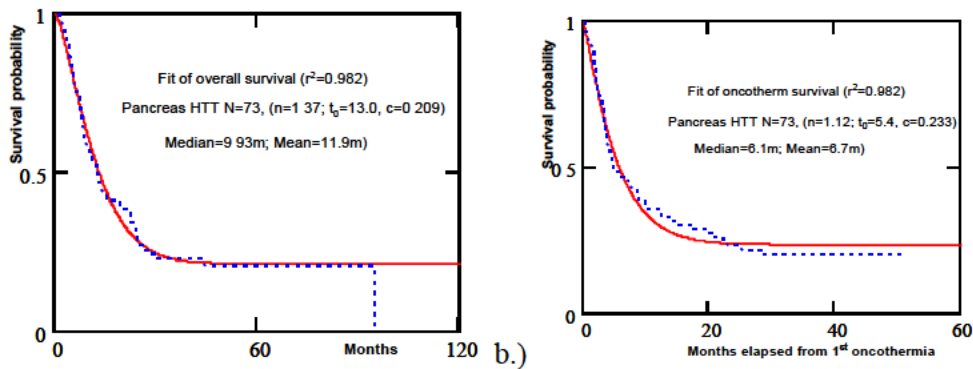 1
Survival probability
Fit of overall survival (r²=0.982)
Pancreas HTT N=73, (n=1 37; t₀=13.0, c=0 209)
Median=9 93m; Mean=11.9m)
0.5
0
0
60
Months
120
b.)
1
Survival probability
Fit of oncotherm survival (r²=0.982)
Pancreas HTT N=73, (n=1.12; t₀=5.4, c=0.233)
Median=6.1m; Mean=6.7m)
0.5
0
0
20
40
60
Months elapsed from 1ˢᵗ oncothermia